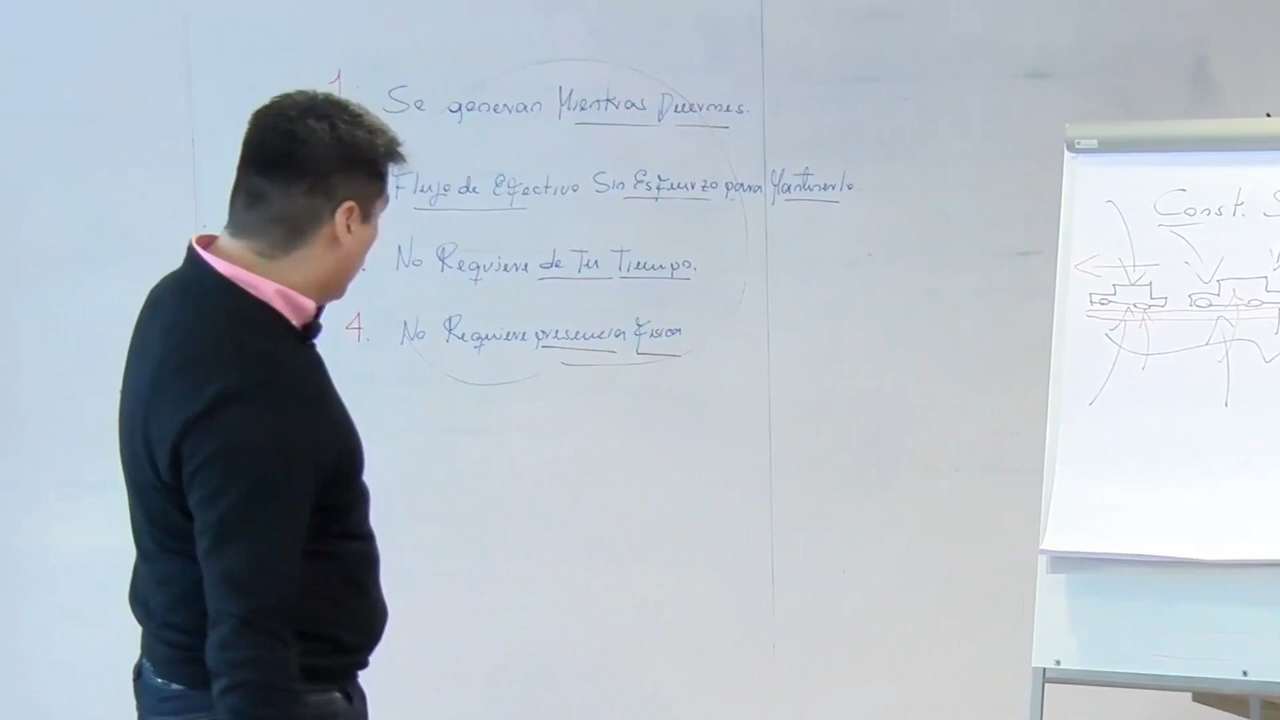 1. Se generan Mientras Duermes.
Flujo de Efectivo Sin Esfuerzo para Mantenerlo
No Requiere de Tu Tiempo.
4. No Requiere presencia Física
Const. S